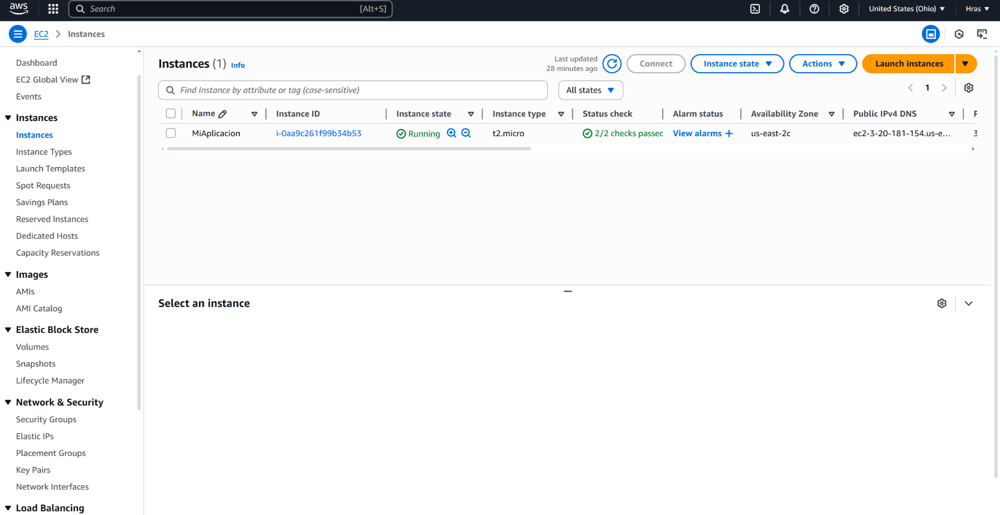 aws
Search [Alt+S]
United States (Ohio)
Hras
EC2 Instances
Dashboard
EC2 Global View
Events
Instances
Instances
Instance Types
Launch Templates
Spot Requests
Savings Plans
Reserved Instances
Dedicated Hosts
Capacity Reservations
Images
AMIs
AMI Catalog
Elastic Block Store
Volumes
Snapshots
Lifecycle Manager
Network & Security
Security Groups
Elastic IPs
Placement Groups
Key Pairs
Network Interfaces
Load Balancing
Instances (1) Info
Last updated
28 minutes ago
Connect
Instance state
Actions
Launch instances
Find Instance by attribute or tag (case-sensitive)
All states
1
Name Instance ID Instance state Instance type Status check Alarm status Availability Zone Public IPv4 DNS
MiAplicacion i-0aa9c261f99b34b53 Running t2.micro 2/2 checks passec View alarms + us-east-2c ec2-3-20-181-154.us-e... 3
Select an instance